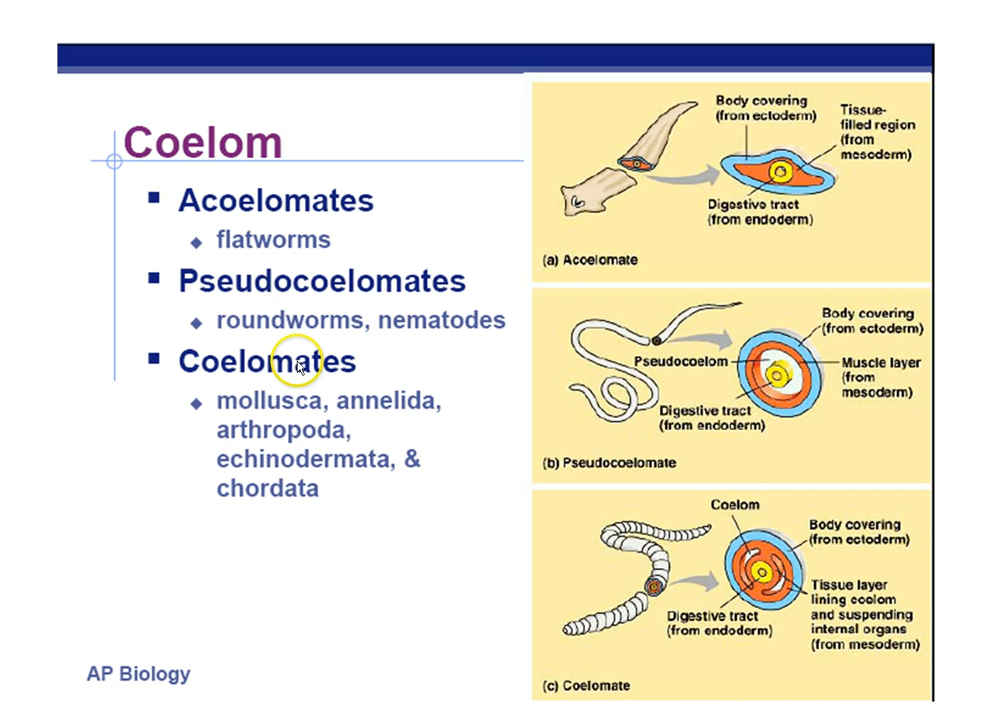 Coelom
Acoelomates
flatworms
Pseudocoelomates
roundworms, nematodes
Coelomates
mollusca, annelida,
arthropoda,
echinodermata, &
chordata
AP Biology
Body covering
(from ectoderm)
Tissue-
filled region
(from
mesoderm)
Digestive tract
(from endoderm)
(a) Acoelomate
Body covering
(from ectoderm)
Pseudocoelom
Muscle layer
(from
mesoderm)
Digestive tract
(from endoderm)
(b) Pseudocoelomate
Coelom
Body covering
(from ectoderm)
Digestive tract
(from endoderm)
Tissue layer
lining coelom
and suspending
internal organs
(from mesoderm)
(c) Coelomate